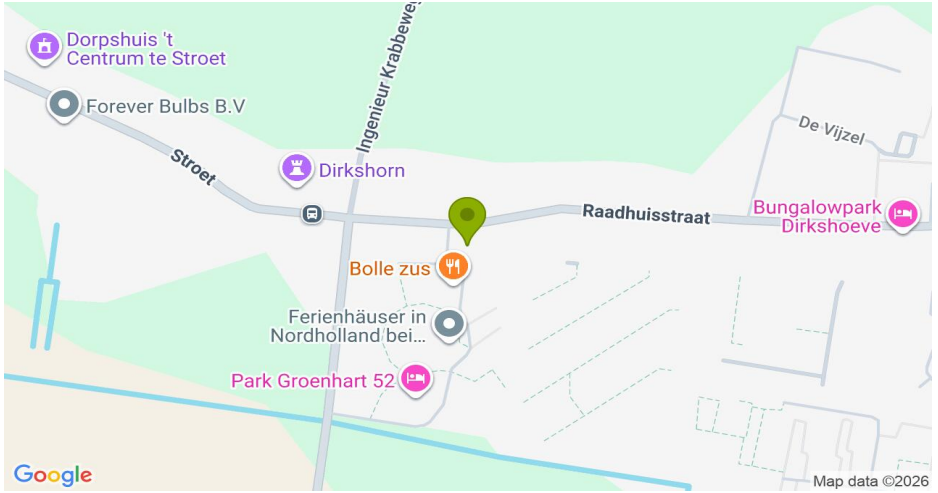 Dorpshuis 't
Centrum te Stroet
Forever Bulbs B.V
Ingenieur Krabbeweg
De Vijzel
Stroet
Dirkshorn
Raadhuisstraat
Bungalowpark
Dirkshoeve
Bolle zus
Ferienhäuser in
Nordholland bei...
Park Groenhart 52
Google
Map data ©2026